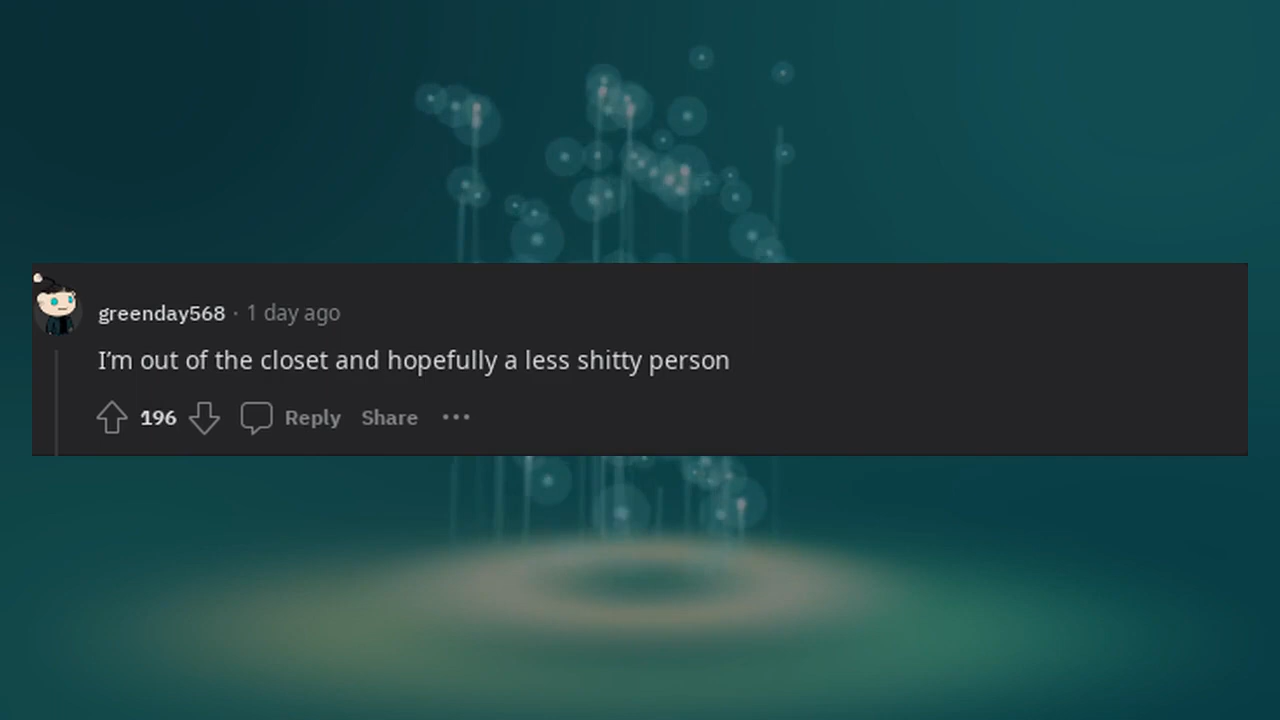 greenday568 · 1 day ago
I'm out of the closet and hopefully a less shitty person
196 Reply Share ···